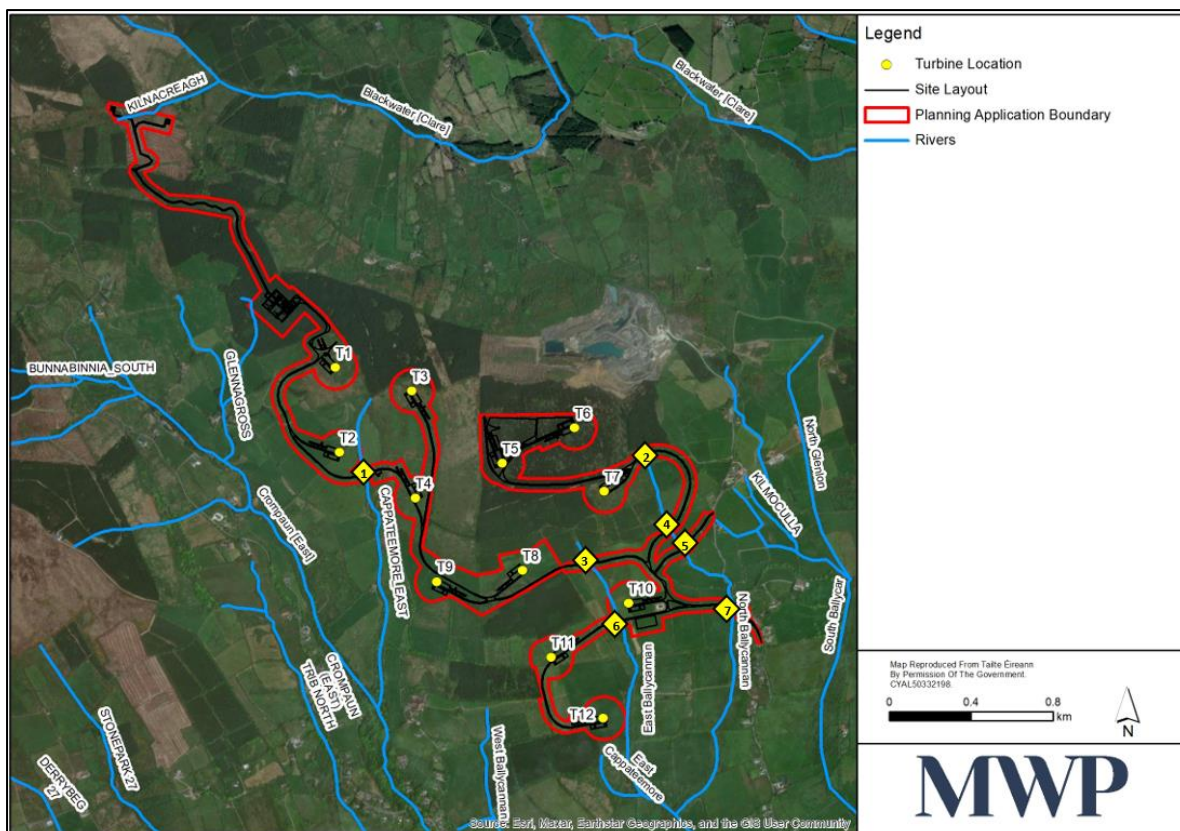 Legend
Turbine Location
Site Layout
Planning Application Boundary
Rivers
KILNACREAGH
Blackwater [Clare]
Blackwater [Clare]
BUNNABINNIA_SOUTH
GLENNAGROSS
T1
T3
T2
T6
T5
T7
T4
1
2
4
5
3
T8
T9
T10
6
7
T11
T12
North Glenlon
KILMOCULLA
Crompaun [East]
CAPPATEEMORE_EAST
CROMPAUN
(EAST)
TRIB NORTH
STONEPARK 27
DERRYBEG
27
West Ballycannan
East Ballycannan
East
Cappateemore
North Ballycannan
South Ballycar
Source: Esri, Maxar, Earthstar Geographics, and the GIS User Community
Map Reproduced From Tailte Éireann
By Permission Of The Government.
CYAL50332198.
0 0.4 0.8
km
N
MWP